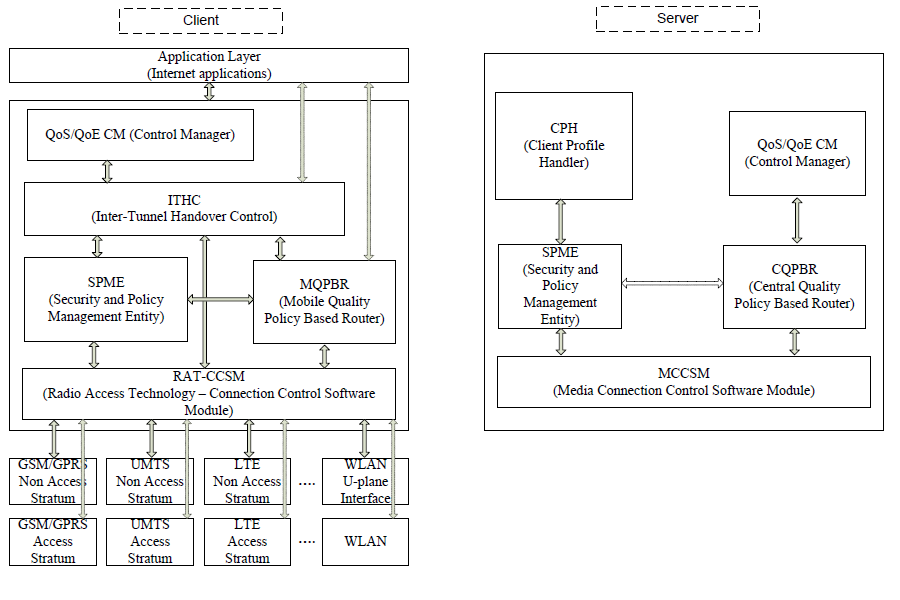 Client
Server
Application Layer
(Internet applications)
QoS/QoE CM (Control Manager)
ITHC
(Inter-Tunnel Handover Control)
SPME
(Security and Policy
Management Entity)
MQPBR
(Mobile Quality
Policy Based Router)
RAT-CCSM
(Radio Access Technology – Connection Control Software
Module)
GSM/GPRS
Non Access
Stratum
UMTS
Non Access
Stratum
LTE
Non Access
Stratum
....
WLAN
U-plane
Interface
GSM/GPRS
Access
Stratum
UMTS
Access
Stratum
LTE
Access
Stratum
....
WLAN
CPH
(Client Profile
Handler)
QoS/QoE CM
(Control Manager)
SPME
(Security and
Policy
Management
Entity)
CQPBR
(Central Quality
Policy Based Router)
MCCSM
(Media Connection Control Software Module)